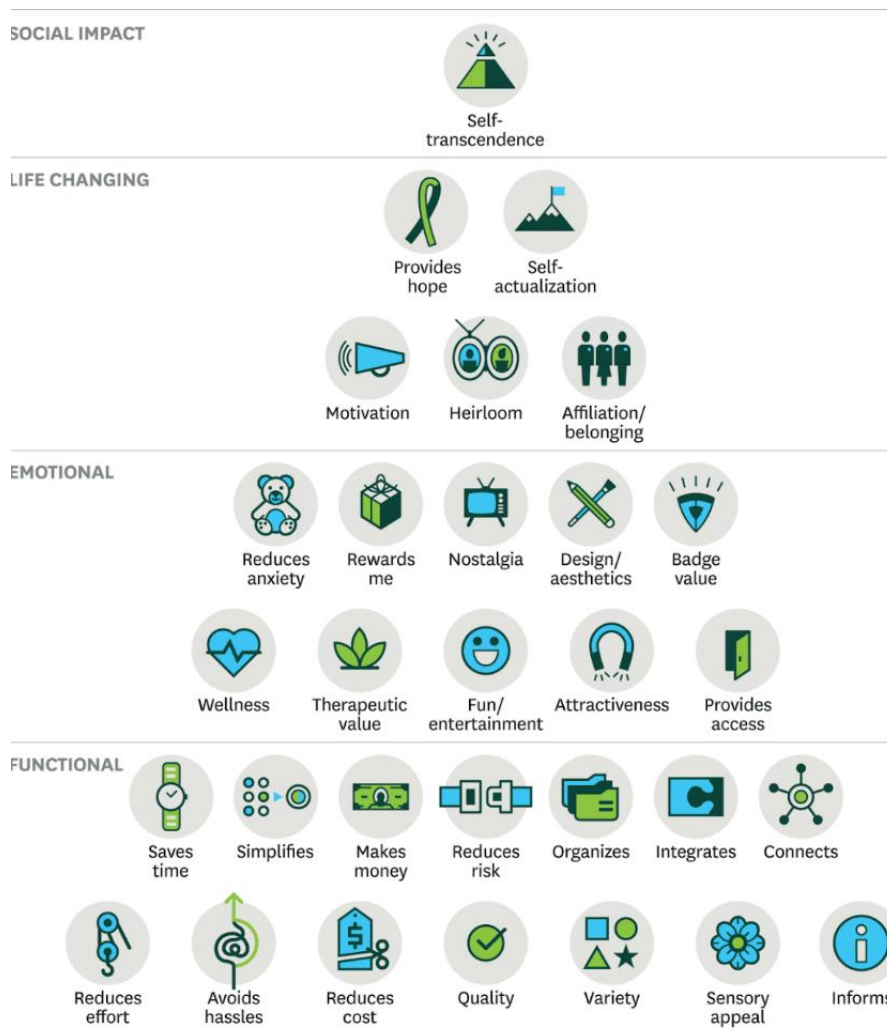 SOCIAL IMPACT
Self-
transcendence
LIFE CHANGING
Provides
hope
Self-
actualization
Motivation
Heirloom
Affiliation/
belonging
EMOTIONAL
Reduces
anxiety
Rewards
me
Nostalgia
Design/
aesthetics
Badge
value
Wellness
Therapeutic
value
Fun/
entertainment
Attractiveness
Provides
access
FUNCTIONAL
Saves
time
Simplifies
Makes
money
Reduces
risk
Organizes
Integrates
Connects
$
Reduces
effort
Avoids
hassles
Reduces
cost
Quality
Variety
Sensory
appeal
i
Informs